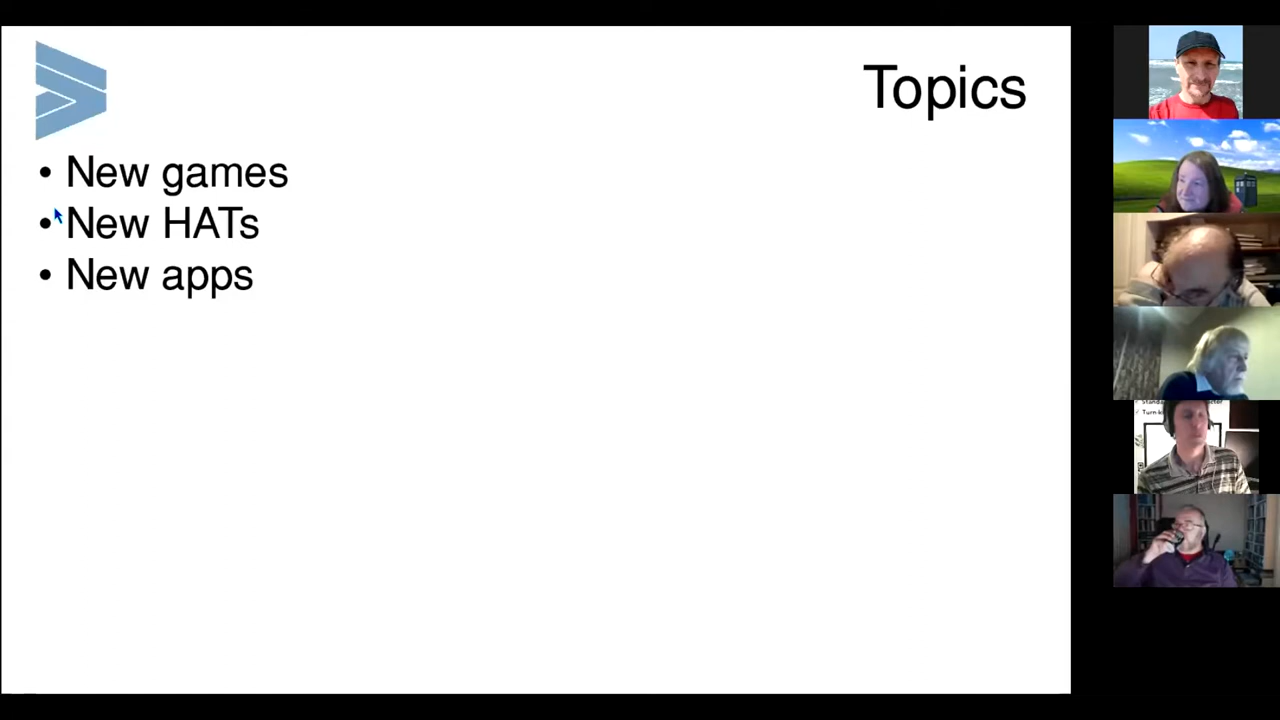 Topics
• New games
• New HATs
• New apps